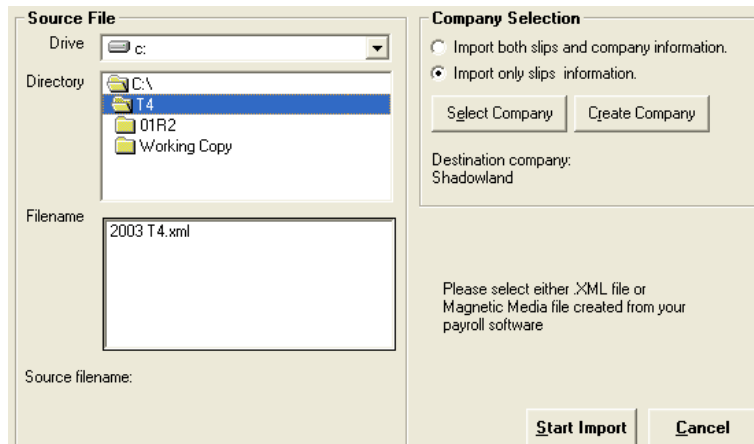 Source File
Drive
c:
Directory
C:\
T4
01R2
Working Copy
Filename
2003 T4.xml
Source filename:
Company Selection
Import both slips and company information.
Import only slips information.
Select Company
Create Company
Destination company:
Shadowland
Please select either .XML file or
Magnetic Media file created from your
payroll software
Start Import
Cancel